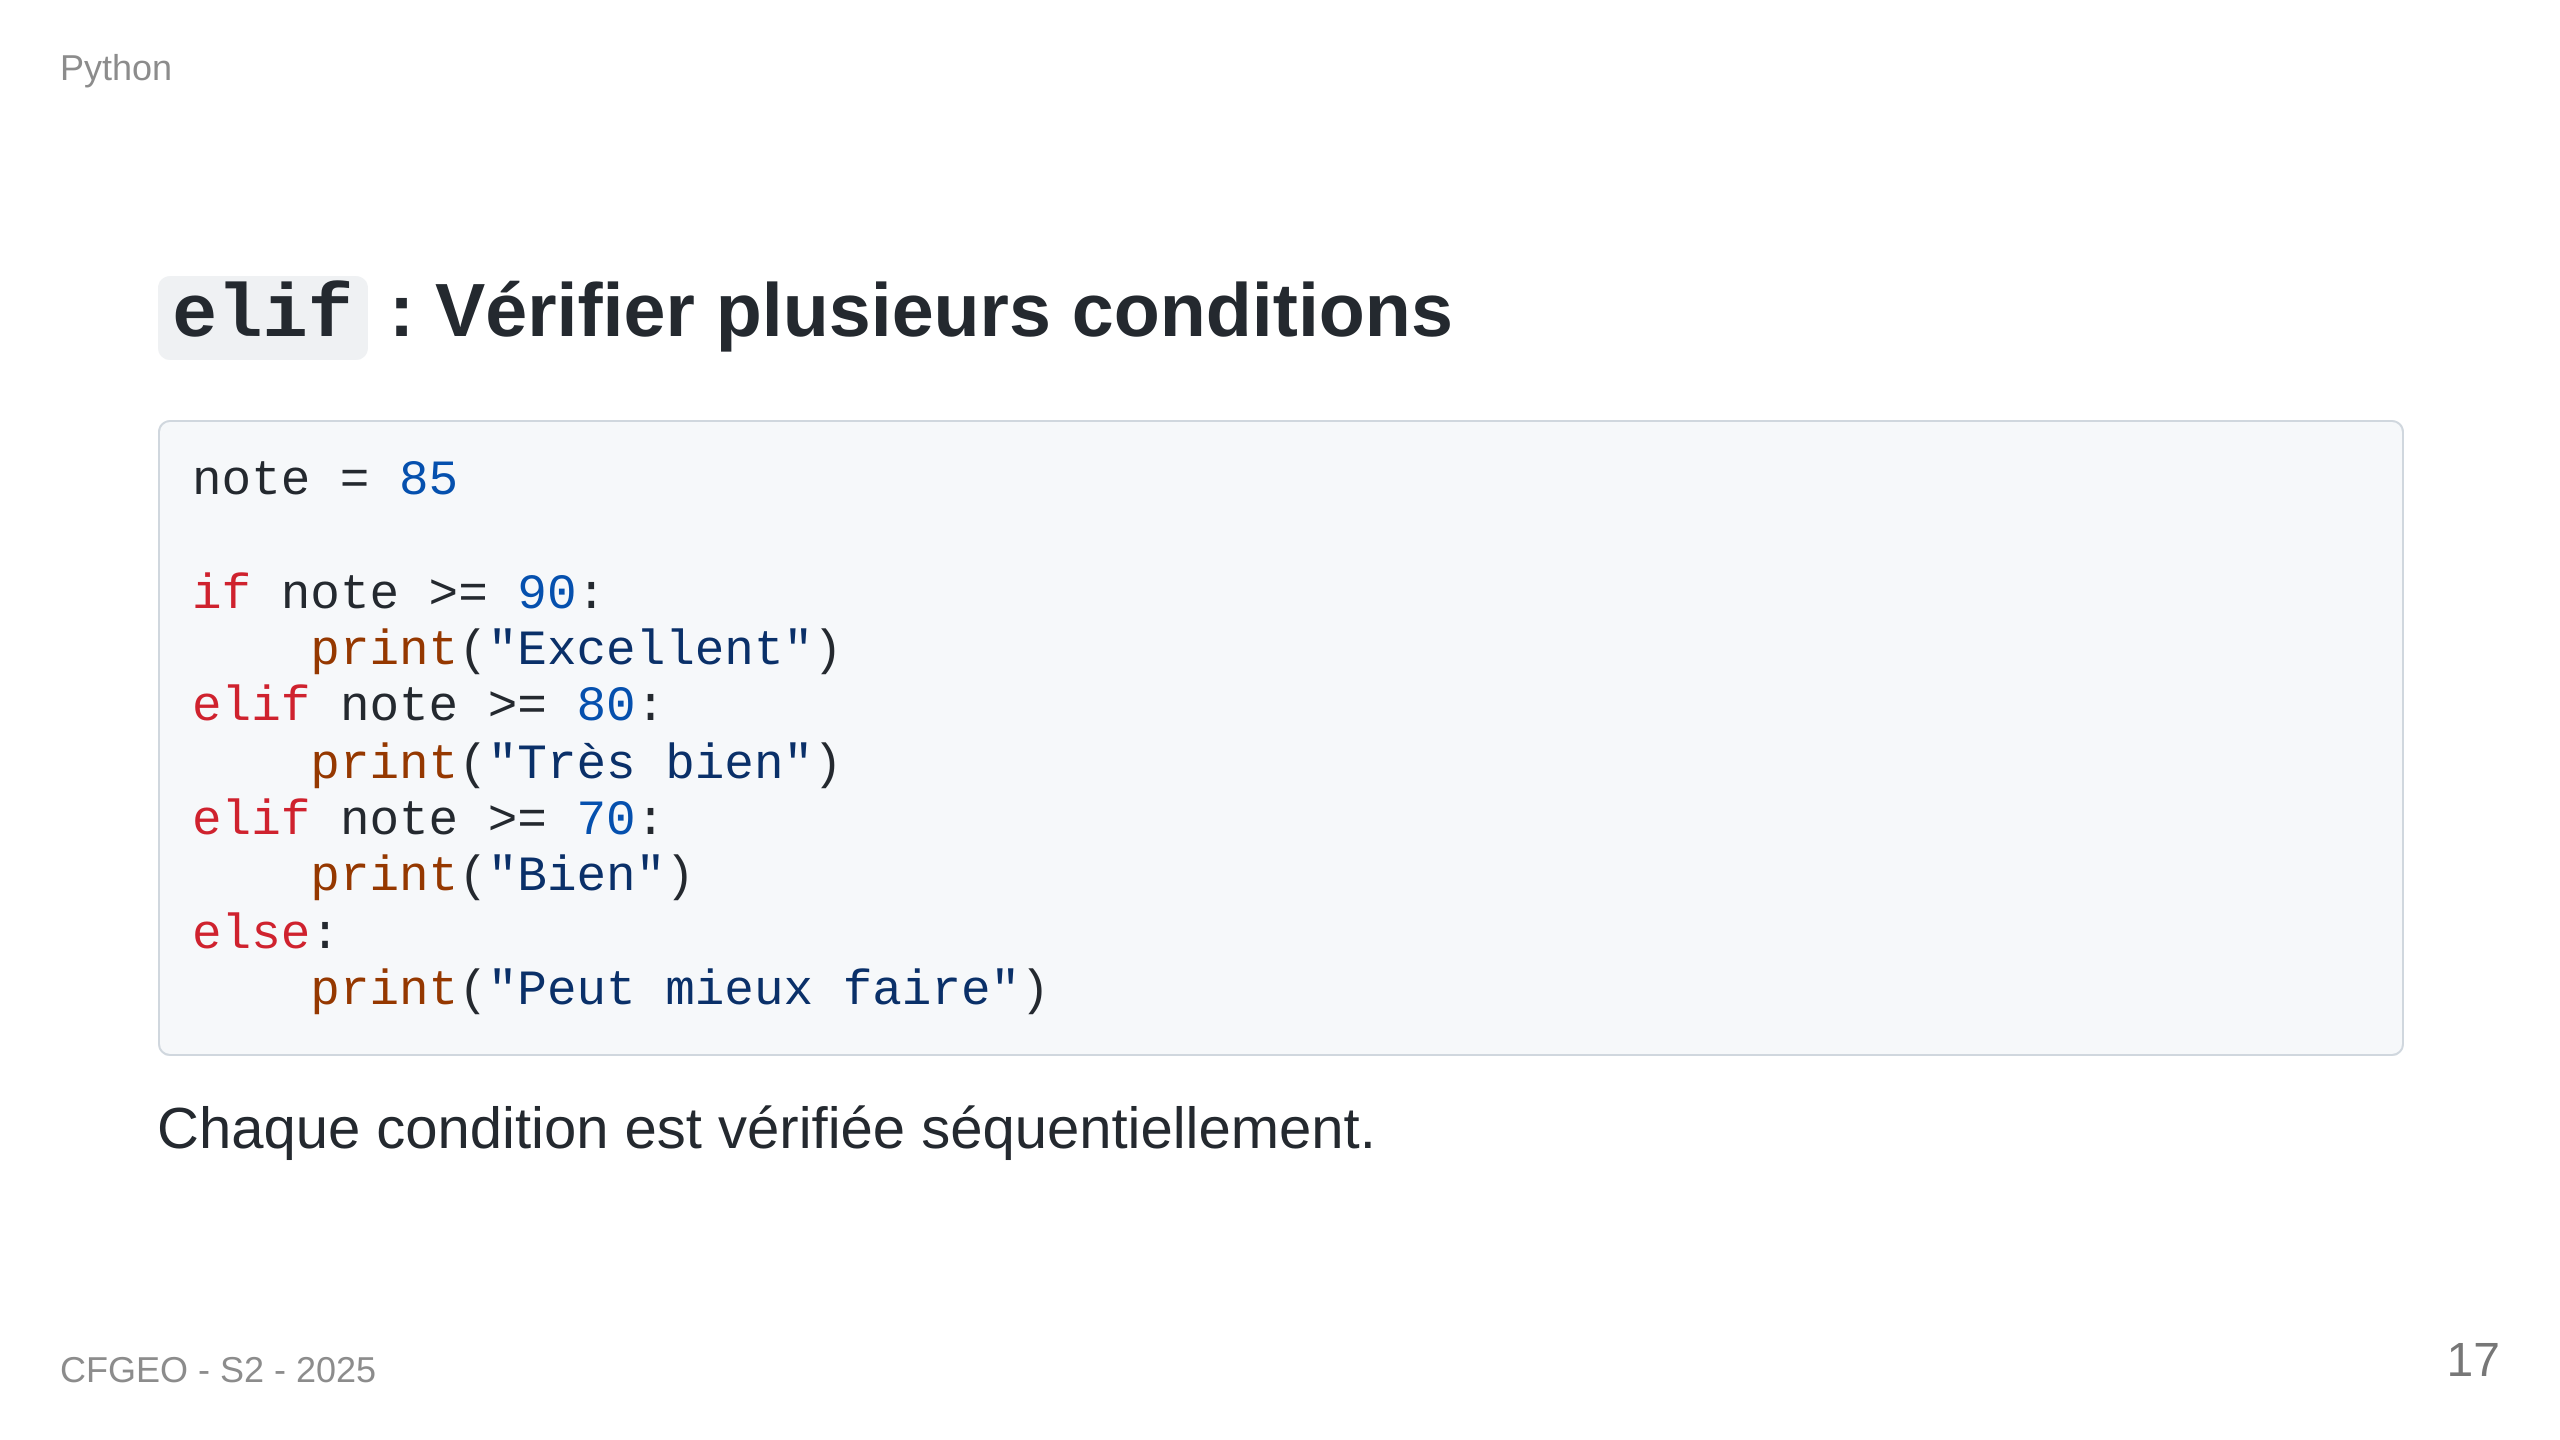 Python
elif : Vérifier plusieurs conditions
note = 85

if note >= 90:
    print("Excellent")
elif note >= 80:
    print("Très bien")
elif note >= 70:
    print("Bien")
else:
    print("Peut mieux faire")
Chaque condition est vérifiée séquentiellement.
CFGEO - S2 - 2025
17